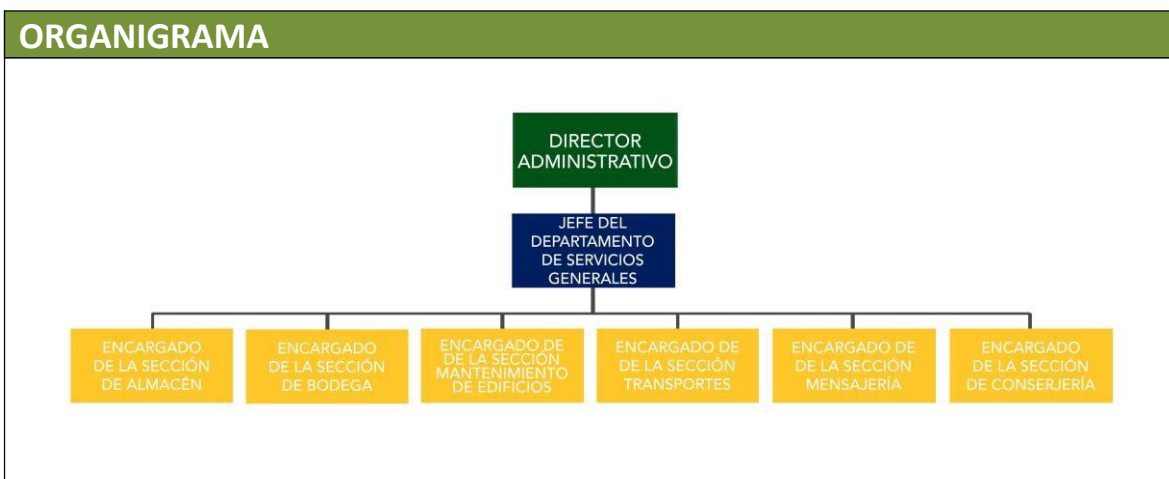 ORGANIGRAMA
DIRECTOR
ADMINISTRATIVO
JEFE DEL
DEPARTAMENTO
DE SERVICIOS
GENERALES
ENCARGADO
DE LA SECCIÓN
DE ALMACÉN
ENCARGADO
DE LA SECCIÓN
DE BODEGA
ENCARGADO DE
DE LA SECCIÓN
MANTENIMIENTO
DE EDIFICIOS
ENCARGADO DE
DE LA SECCIÓN
TRANSPORTES
ENCARGADO DE
DE LA SECCIÓN
MENSAJERÍA
ENCARGADO
DE LA SECCIÓN
DE CONSERJERÍA